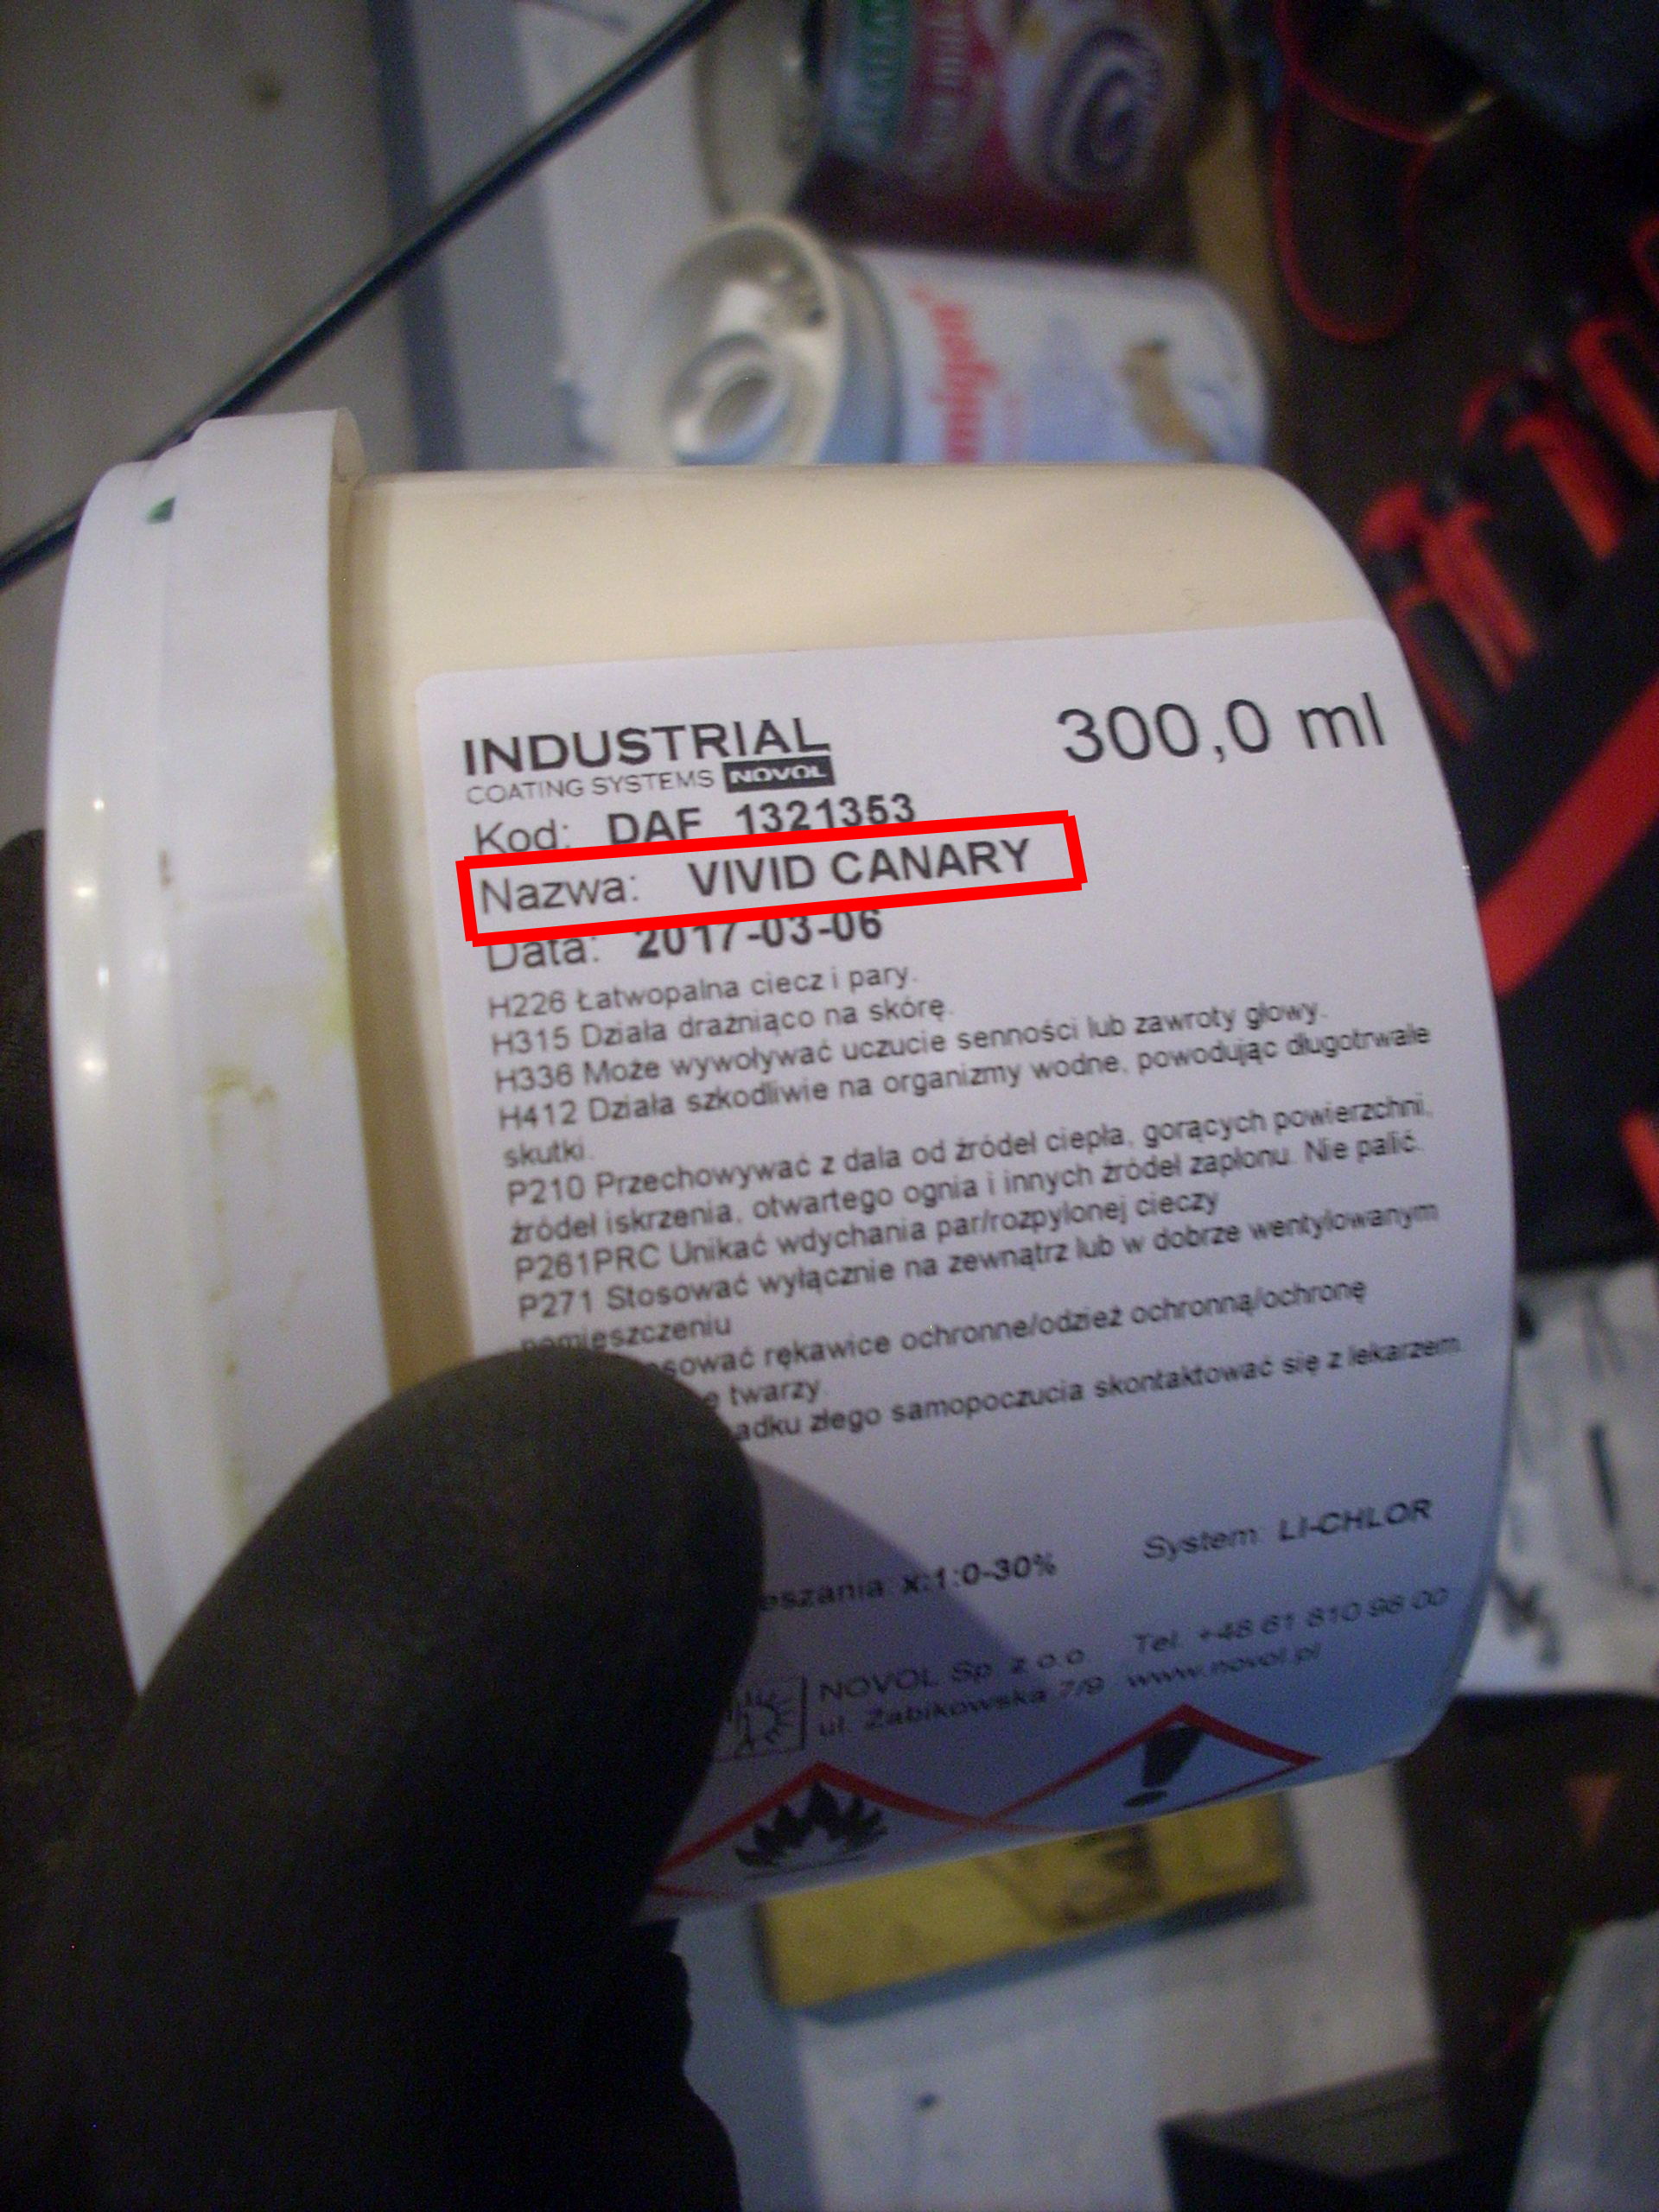 INDUSTRIAL
COATING SYSTEMS NOVOL
300,0 ml
Kod: DAF 1321353
Nazwa: VIVID CANARY
Data: 2017-03-06
H226 Łatwopalna ciecz i pary.
H315 Działa drażniąco na skórę.
H336 Może wywoływać uczucie senności lub zawroty głowy.
H412 Działa szkodliwie na organizmy wodne, powodując długotrwałe
skutki.
P210 Przechowywać z dala od źródeł ciepła, gorących powierzchni,
źródeł iskrzenia, otwartego ognia i innych źródeł zapłonu. Nie palić.
P261PRC Unikać wdychania par/rozpylonej cieczy
P271 Stosować wyłącznie na zewnątrz lub w dobrze wentylowanym
pomieszczeniu
rękawice ochronne/odzież ochronną/ochronę
twarzy
złego samopoczucia skontaktować się z lekarzem
x:1:0-30%
System: LI-CHLOR
NOVOL Sp. z o.o. Tel. +48 61 810 98 00
ul. Żabikowska 7/9 www.novol.pl